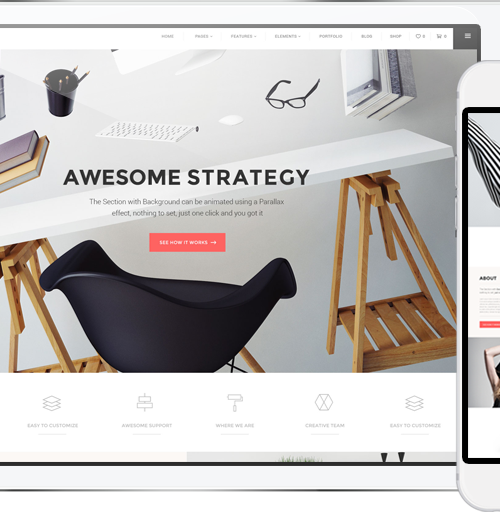 HOME PAGES FEATURES ELEMENTS PORTFOLIO BLOG SHOP 0 0
AWESOME STRATEGY
The Section with Background can be animated using a Parallax
effect, nothing to set, just one click and you got it
SEE HOW IT WORKS
EASY TO CUSTOMIZE AWESOME SUPPORT WHERE WE ARE CREATIVE TEAM EASY TO CUSTOMIZE
ABOUT